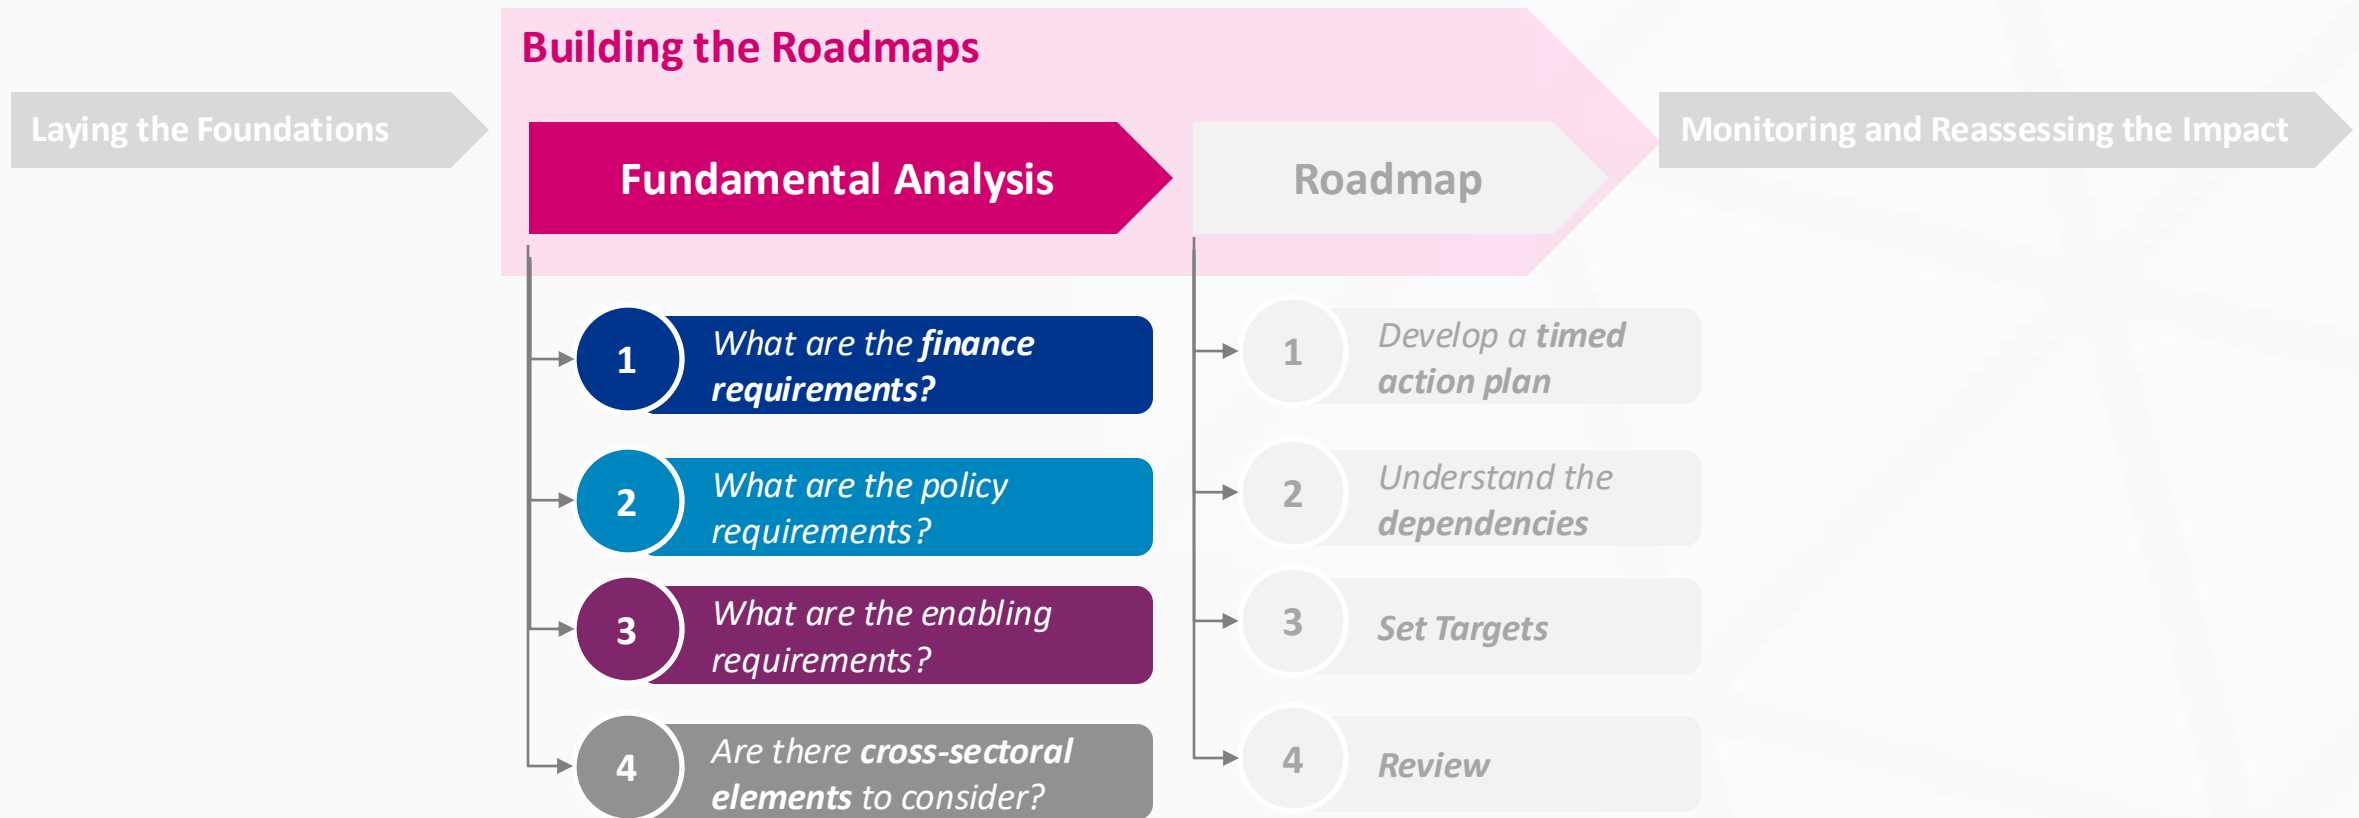 Building the Roadmaps
Laying the Foundations
Fundamental Analysis
Roadmap
Monitoring and Reassessing the Impact
1
What are the finance
requirements?
2
What are the policy
requirements?
3
What are the enabling
requirements?
4
Are there cross-sectoral
elements to consider?
1
Develop a timed
action plan
2
Understand the
dependencies
3
Set Targets
4
Review